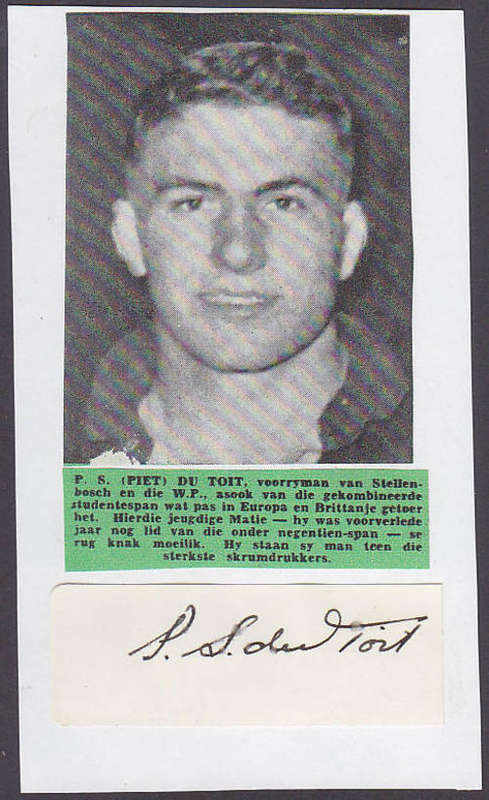 P. S. (PIET) DU TOIT, voorryman van Stellen-
bosch en die W.P., asook van die gekombineerde
studentespan wat pas in Europa en Brittanje getoer
het. Hierdie jeugdige Matie — hy was voorverlede
jaar nog lid van die onder negentien-span — se
rug knak moeilik. Hy staan sy man teen die
sterkste skrumdrukkers.
P. S. du Toit